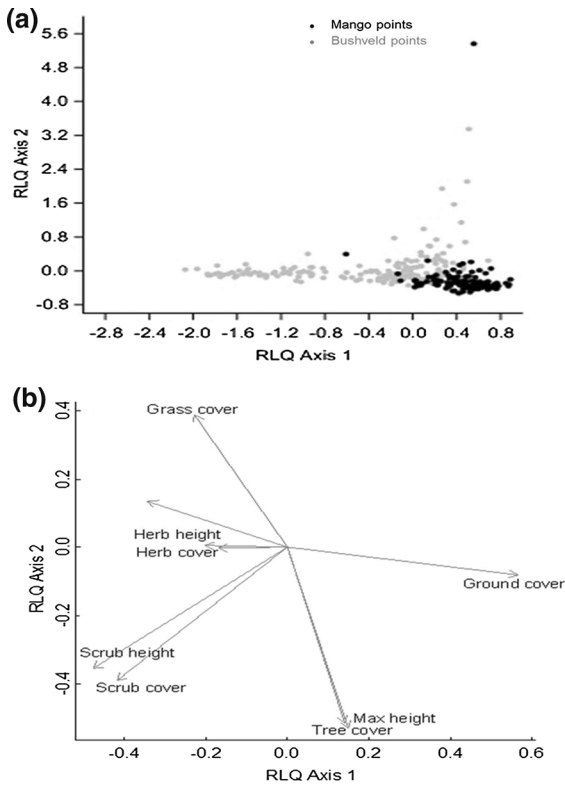 (a)
Mango points
Bushveld points
5.6
4.8
4.0
3.2
2.4
1.6
0.8
0.0
-0.8
RLQ Axis 2
-2.8 -2.4 -2.0 -1.6 -1.2 -0.8 -0.4 0.0 0.4 0.8
RLQ Axis 1
(b)
0.4
0.2
0.0
-0.2
-0.4
RLQ Axis 2
Grass cover
Herb height
Herb cover
Ground cover
Scrub height
Scrub cover
Max height
Tree cover
-0.4 -0.2 0.0 0.2 0.4 0.6
RLQ Axis 1